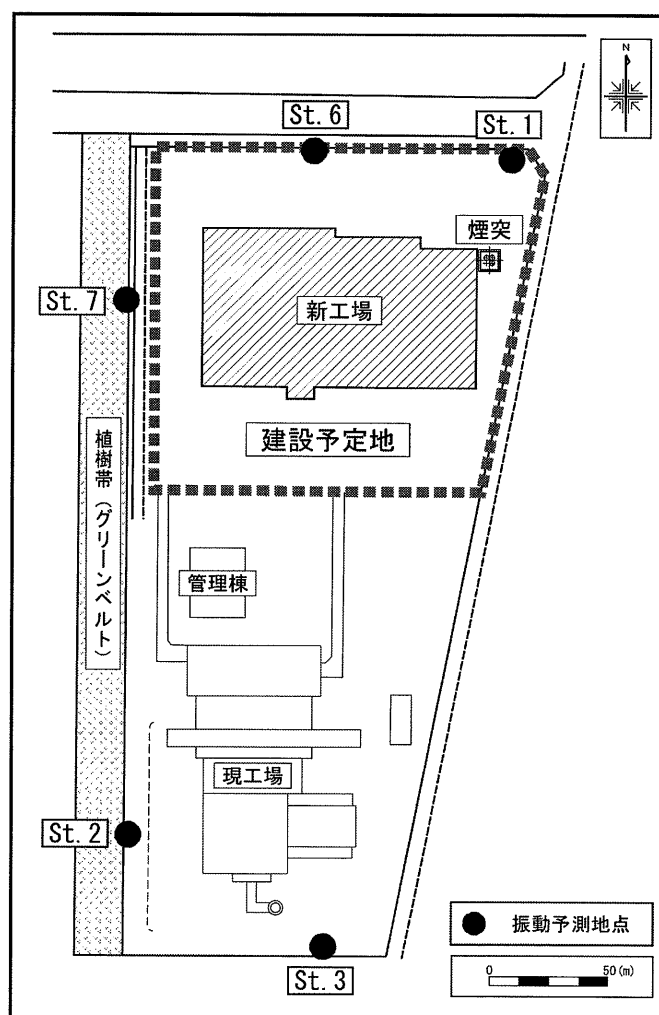 N
St. 6
St. 1
煙突
St. 7
新工場
建設予定地
植樹帯(グリーンベルト)
管理棟
現工場
St. 2
振動予測地点
St. 3
0 50(m)